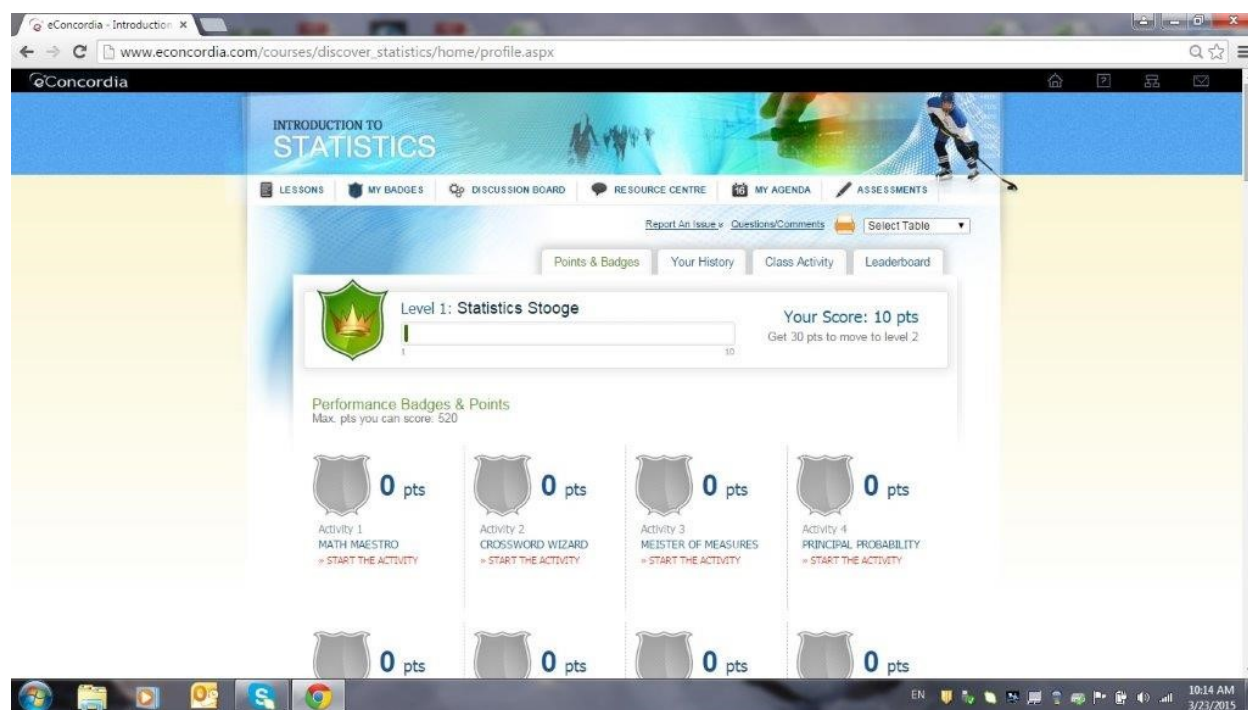 eConcordia - Introduction
www.econcordia.com/courses/discover_statistics/home/profile.aspx
eConcordia
INTRODUCTION TO
STATISTICS
LESSONS MY BADGES DISCUSSION BOARD RESOURCE CENTRE 16 MY AGENDA ASSESSMENTS
Report An Issue Questions/Comments Select Table
Points & Badges Your History Class Activity Leaderboard
Level 1: Statistics Stooge
Your Score: 10 pts
Get 30 pts to move to level 2
1 10
Performance Badges & Points
Max. pts you can score: 520
0 pts 0 pts 0 pts 0 pts
Activity 1 Activity 2 Activity 3 Activity 4
MATH MAESTRO CROSSWORD WIZARD MEISTER OF MEASURES PRINCIPAL PROBABILITY
» START THE ACTIVITY » START THE ACTIVITY » START THE ACTIVITY » START THE ACTIVITY
0 pts 0 pts 0 pts 0 pts
EN 10:14 AM
3/23/2015